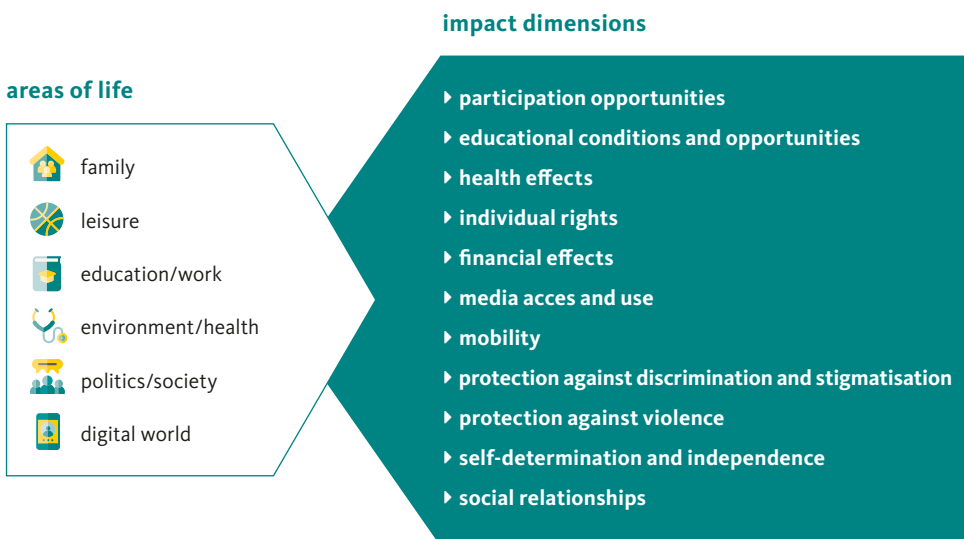 areas of life
family
leisure
education/work
environment/health
politics/society
digital world
impact dimensions
participation opportunities
educational conditions and opportunities
health effects
individual rights
financial effects
media acces and use
mobility
protection against discrimination and stigmatisation
protection against violence
self-determination and independence
social relationships